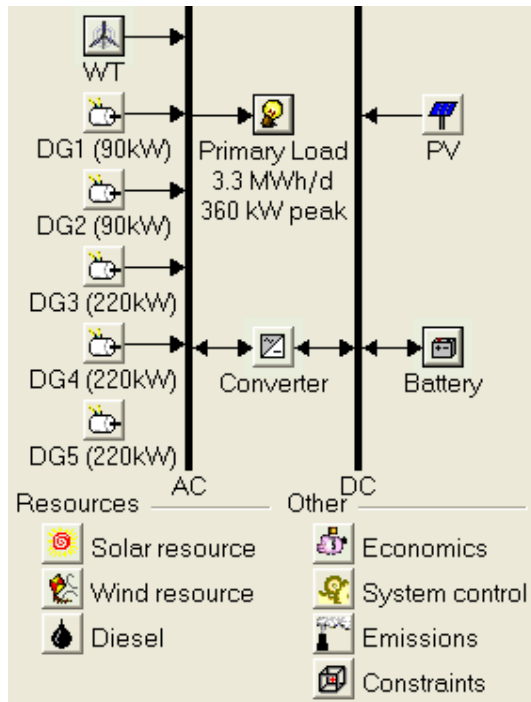 WT
DG1 (90kW)
Primary Load
3.3 MWh/d
360 kW peak
PV
DG2 (90kW)
DG3 (220kW)
DG4 (220kW)
Converter
Battery
DG5 (220kW)
AC
DC
Resources
Other
Solar resource
Economics
Wind resource
System control
Diesel
Emissions
Constraints